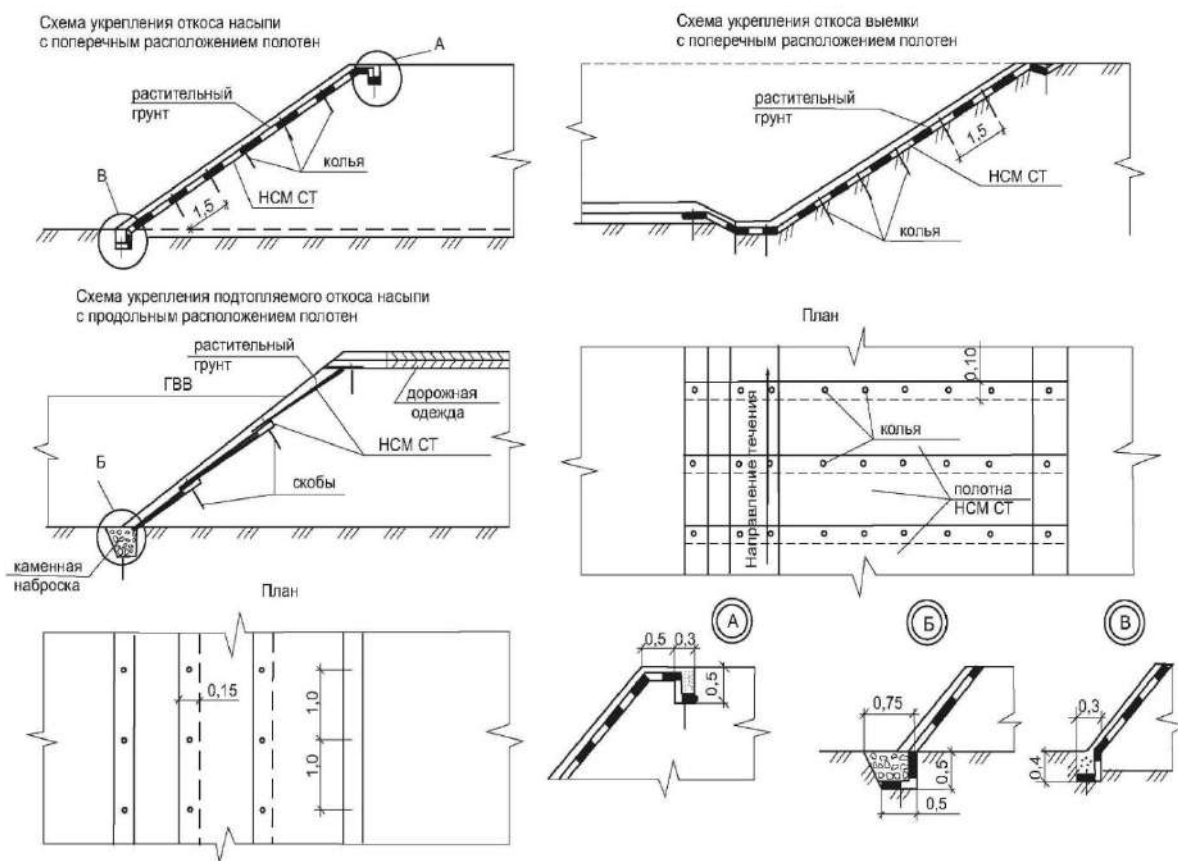 Схема укрепления откоса насыпи
с поперечным расположением полотен
А
растительный
грунт
колья
В
НСМ СТ
1,5
Схема укрепления откоса выемки
с поперечным расположением полотен
растительный
грунт
1,5
НСМ СТ
колья
Схема укрепления подтопляемого откоса насыпи
с продольным расположением полотен
растительный
грунт
ГВВ
дорожная
одежда
НСМ СТ
Б
скобы
каменная
наброска
План
0,10
колья
Направление течения
полотна
НСМ СТ
План
0,15
1,0
1,0
А
0,5
0,3
0,5
Б
0,75
0,5
0,5
В
0,3
0,4